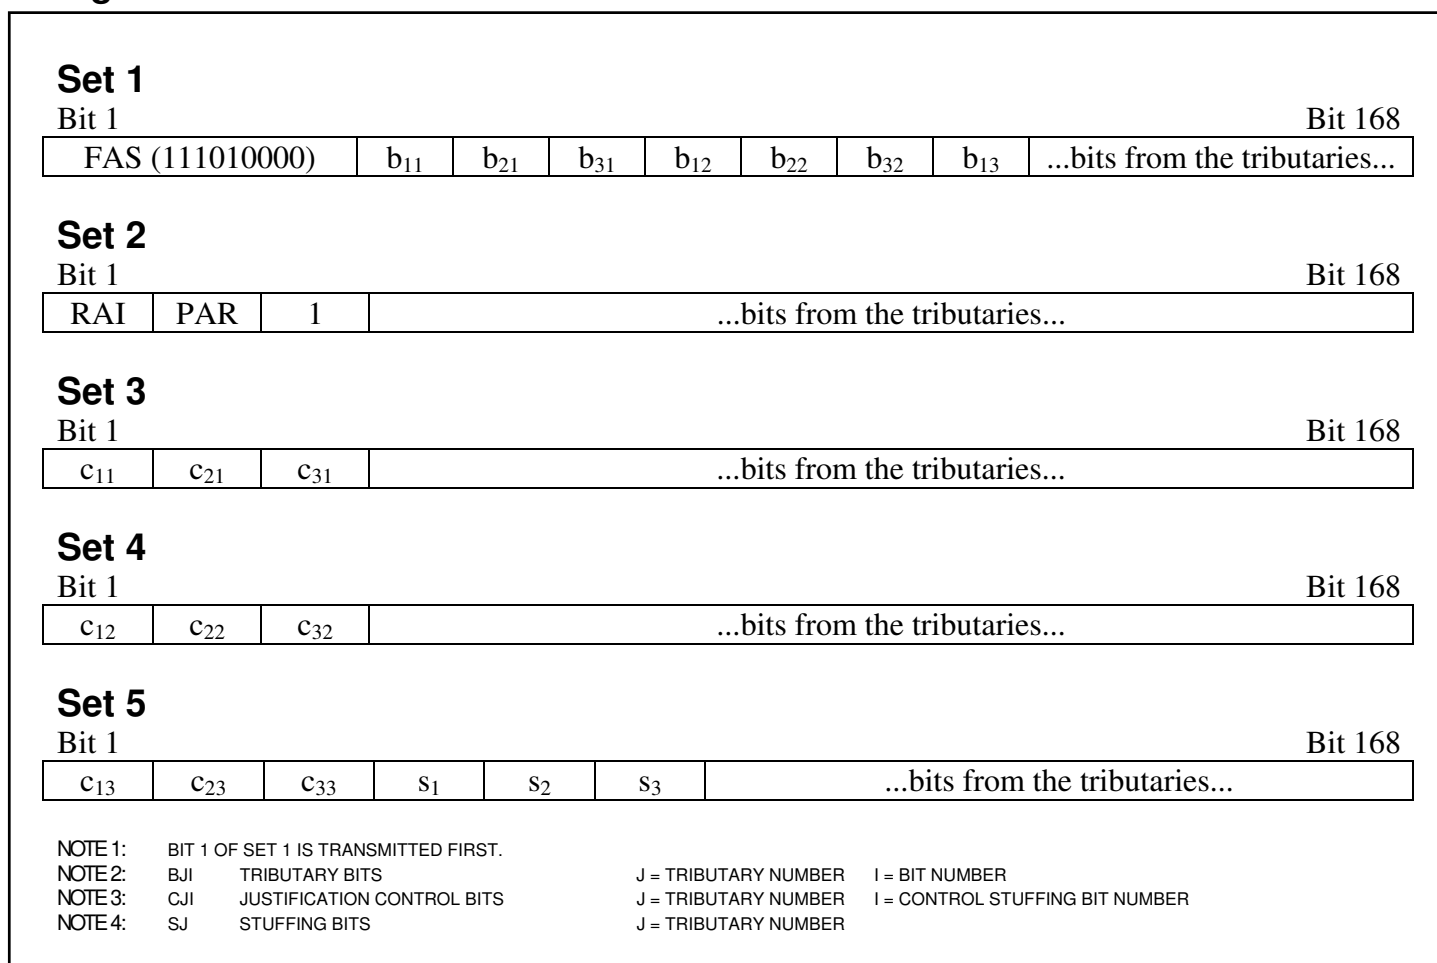 Set 1
Bit 1 Bit 168
FAS (111010000) b₁₁ b₂₁ b₃₁ b₁₂ b₂₂ b₃₂ b₁₃ ...bits from the tributaries...
Set 2
Bit 1 Bit 168
RAI PAR 1 ...bits from the tributaries...
Set 3
Bit 1 Bit 168
c₁₁ c₂₁ c₃₁ ...bits from the tributaries...
Set 4
Bit 1 Bit 168
c₁₂ c₂₂ c₃₂ ...bits from the tributaries...
Set 5
Bit 1 Bit 168
c₁₃ c₂₃ c₃₃ s₁ s₂ s₃ ...bits from the tributaries...
NOTE 1: BIT 1 OF SET 1 IS TRANSMITTED FIRST.
NOTE 2: BJI TRIBUTARY BITS J = TRIBUTARY NUMBER I = BIT NUMBER
NOTE 3: CJI JUSTIFICATION CONTROL BITS J = TRIBUTARY NUMBER I = CONTROL STUFFING BIT NUMBER
NOTE 4: SJ STUFFING BITS J = TRIBUTARY NUMBER